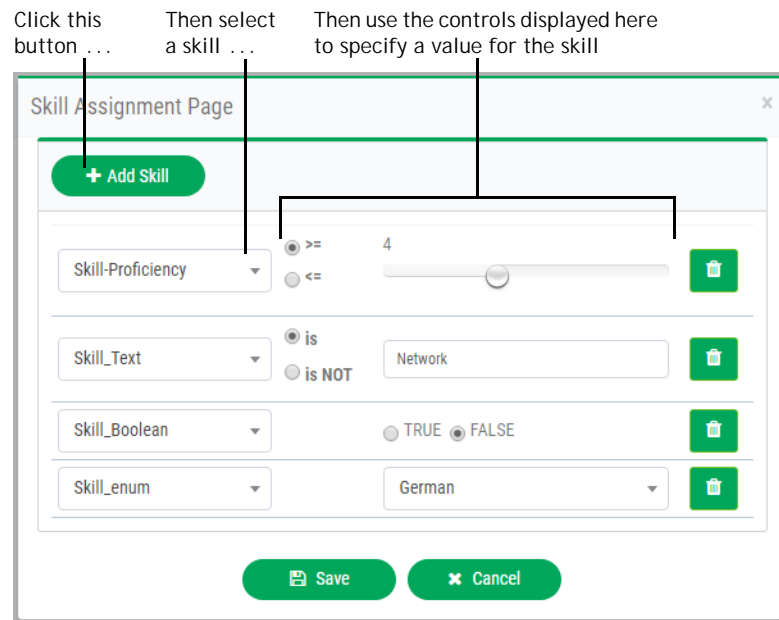 Click this
button ...
Then select
a skill ...
Then use the controls displayed here
to specify a value for the skill
Skill Assignment Page
×
+ Add Skill
Skill-Proficiency
>=
<=
4
Skill_Text
is
is NOT
Network
Skill_Boolean
TRUE
FALSE
Skill_enum
German
Save
Cancel